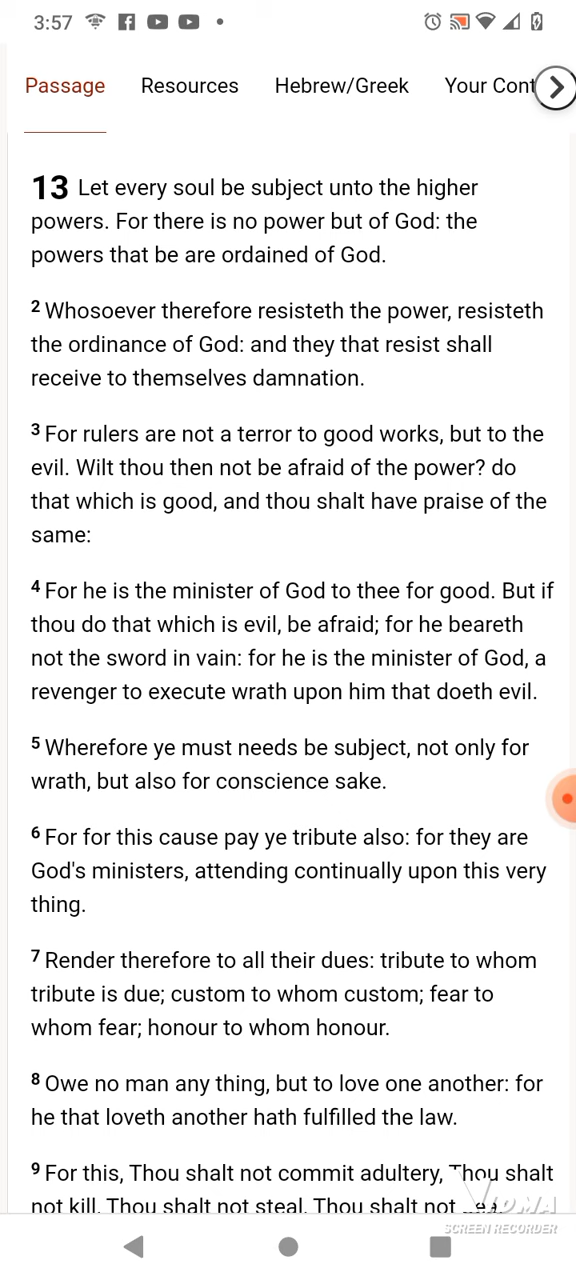 3:57
Passage Resources Hebrew/Greek Your Cont
13 Let every soul be subject unto the higher
powers. For there is no power but of God: the
powers that be are ordained of God.
2 Whosoever therefore resisteth the power, resisteth
the ordinance of God: and they that resist shall
receive to themselves damnation.
3 For rulers are not a terror to good works, but to the
evil. Wilt thou then not be afraid of the power? do
that which is good, and thou shalt have praise of the
same:
4 For he is the minister of God to thee for good. But if
thou do that which is evil, be afraid; for he beareth
not the sword in vain: for he is the minister of God, a
revenger to execute wrath upon him that doeth evil.
5 Wherefore ye must needs be subject, not only for
wrath, but also for conscience sake.
6 For for this cause pay ye tribute also: for they are
God's ministers, attending continually upon this very
thing.
7 Render therefore to all their dues: tribute to whom
tribute is due; custom to whom custom; fear to
whom fear; honour to whom honour.
8 Owe no man any thing, but to love one another: for
he that loveth another hath fulfilled the law.
9 For this, Thou shalt not commit adultery, Thou shalt
not kill, Thou shalt not steal, Thou shalt not
VIDMA
SCREEN RECORDER